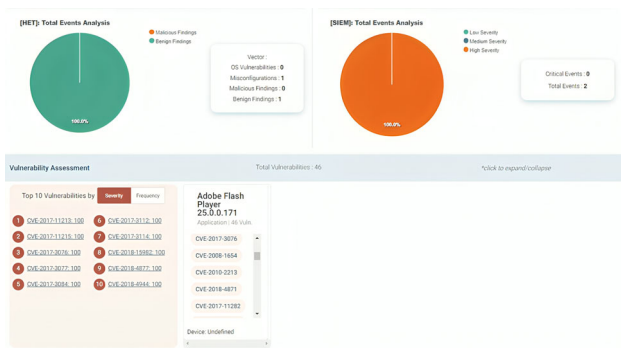 [HET]: Total Events Analysis
Malicious Findings
Benign Findings
100.0%
Vector :
OS Vulnerabilities : 0
Misconfigurations : 1
Malicious Findings : 0
Benign Findings : 1
[SIEM]: Total Events Analysis
Low Severity
Medium Severity
High Severity
100.0%
Critical Events : 0
Total Events : 2
Vulnerability Assessment
Total Vulnerabilities : 46
*click to expand/collapse
Top 10 Vulnerabilities by
Severity
Frequency
1 CVE-2017-11213: 100
2 CVE-2017-11215: 100
3 CVE-2017-3076: 100
4 CVE-2017-3077: 100
5 CVE-2017-3084: 100
6 CVE-2017-3112: 100
7 CVE-2017-3114: 100
8 CVE-2018-15982: 100
9 CVE-2018-4877: 100
10 CVE-2018-4944: 100
Adobe Flash
Player
25.0.0.171
Application : 46 Vuln.
CVE-2017-3076
CVE-2008-1654
CVE-2010-2213
CVE-2018-4871
CVE-2017-11282
Device: Undefined